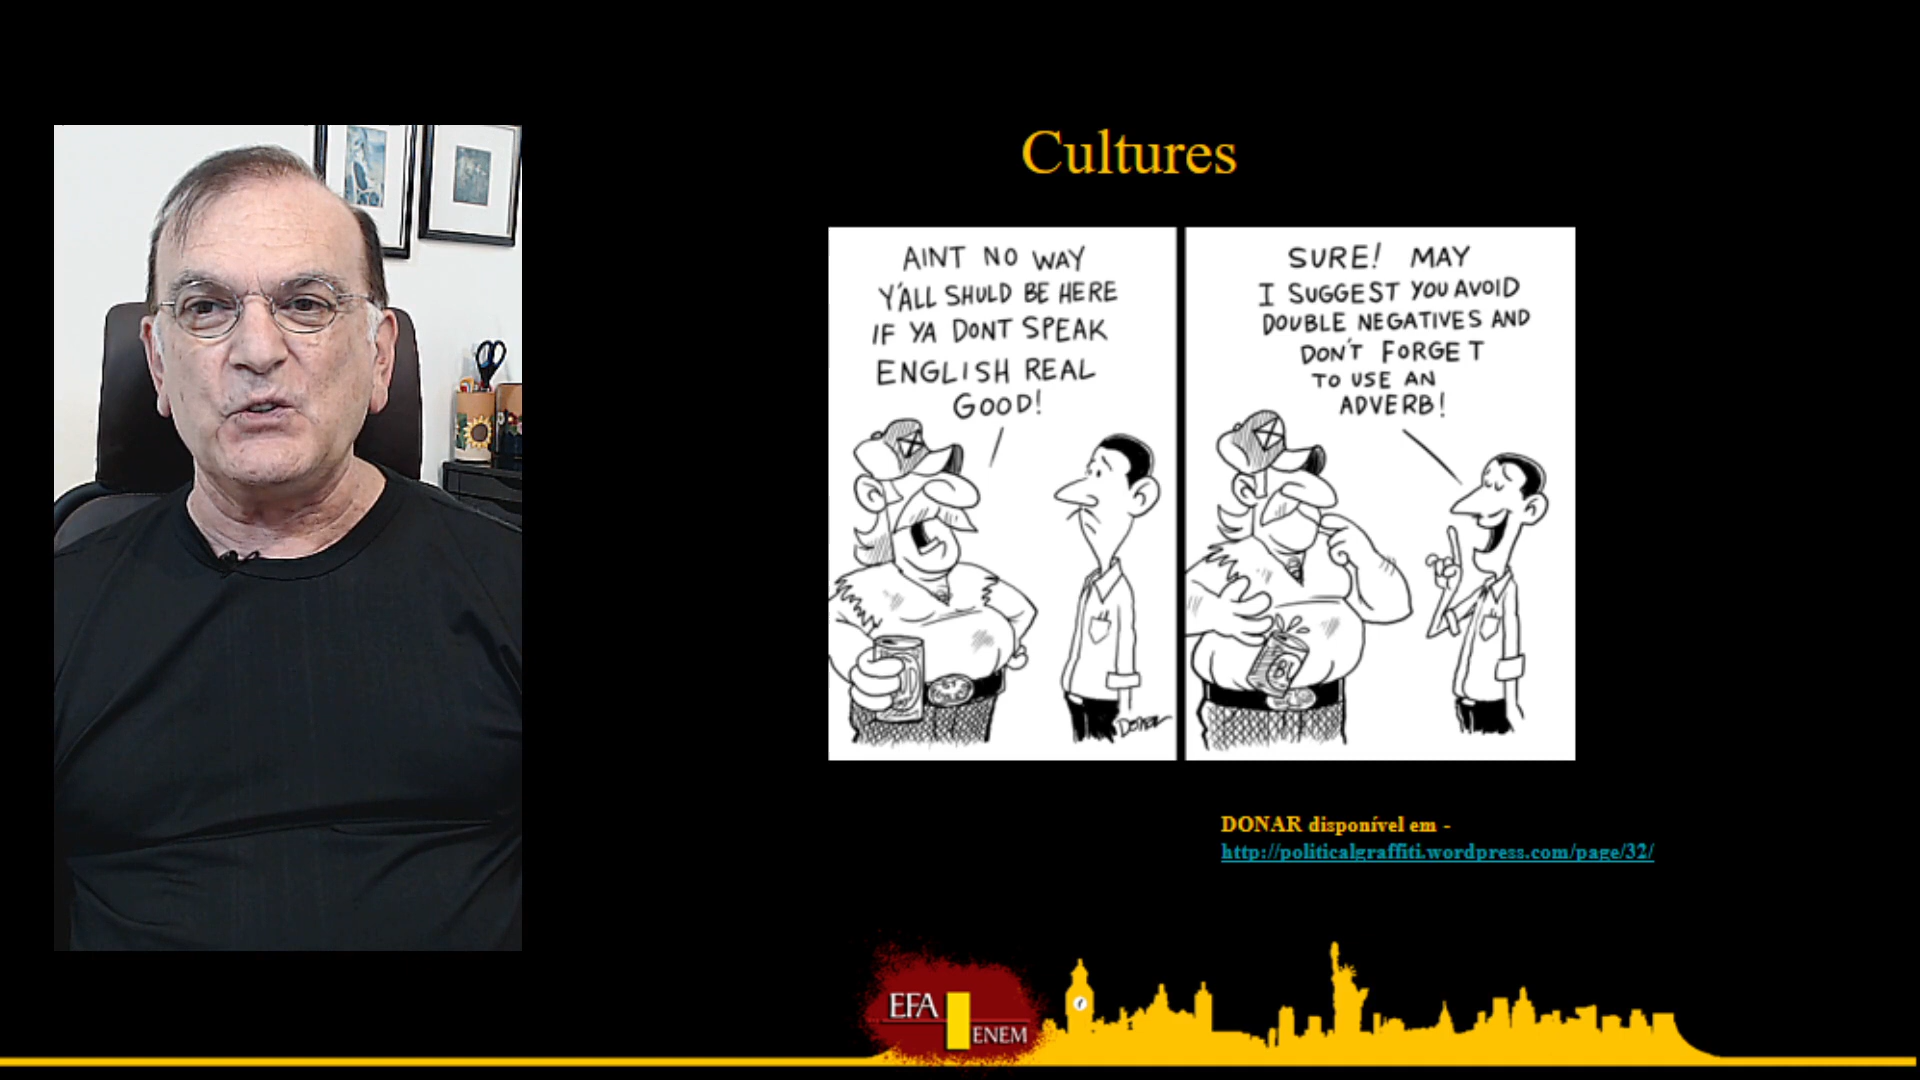 Cultures
AINT NO WAY
Y'ALL SHULD BE HERE
IF YA DONT SPEAK
ENGLISH REAL
GOOD!
SURE! MAY
I SUGGEST YOU AVOID
DOUBLE NEGATIVES AND
DON'T FORGET
TO USE AN
ADVERB!
DONAR
DONAR disponível em -
http://politicalgraffiti.wordpress.com/page/32/
EFA
ENEM